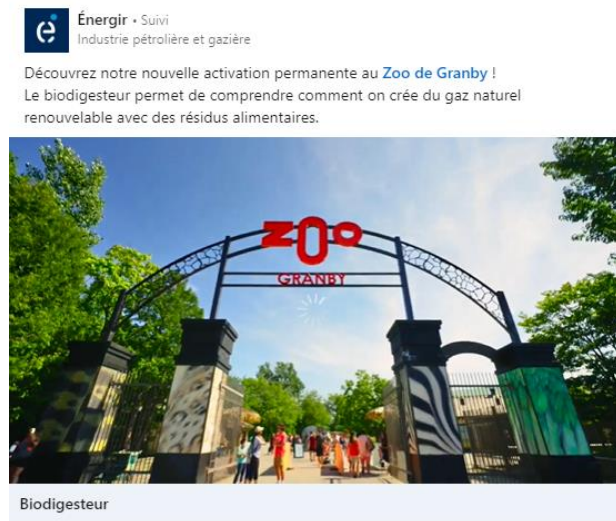 Énergir • Suivi
Industrie pétrolière et gazière
Découvrez notre nouvelle activation permanente au Zoo de Granby !
Le biodigesteur permet de comprendre comment on crée du gaz naturel
renouvelable avec des résidus alimentaires.
ZOO
GRANBY
Biodigesteur